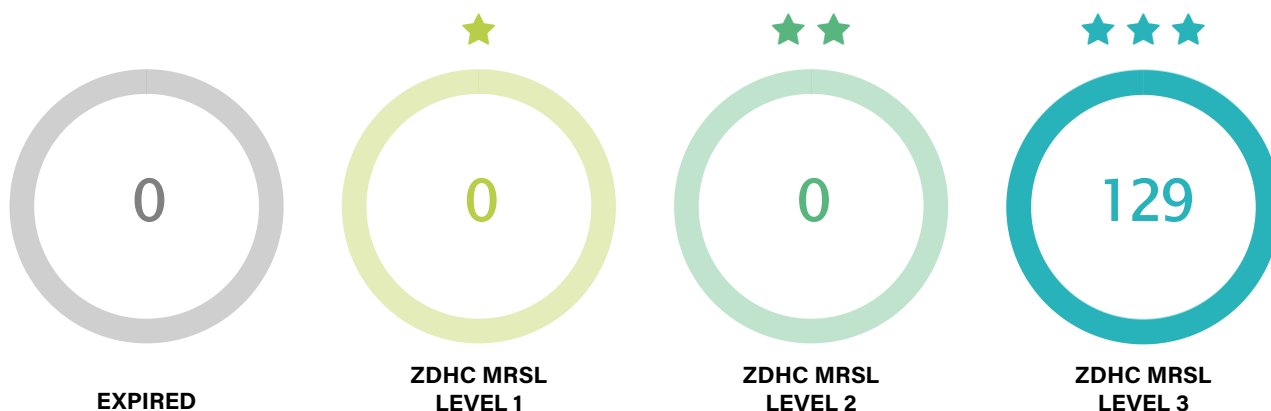 0
0
0
129
EXPIRED
ZDHC MRSL
LEVEL 1
ZDHC MRSL
LEVEL 2
ZDHC MRSL
LEVEL 3